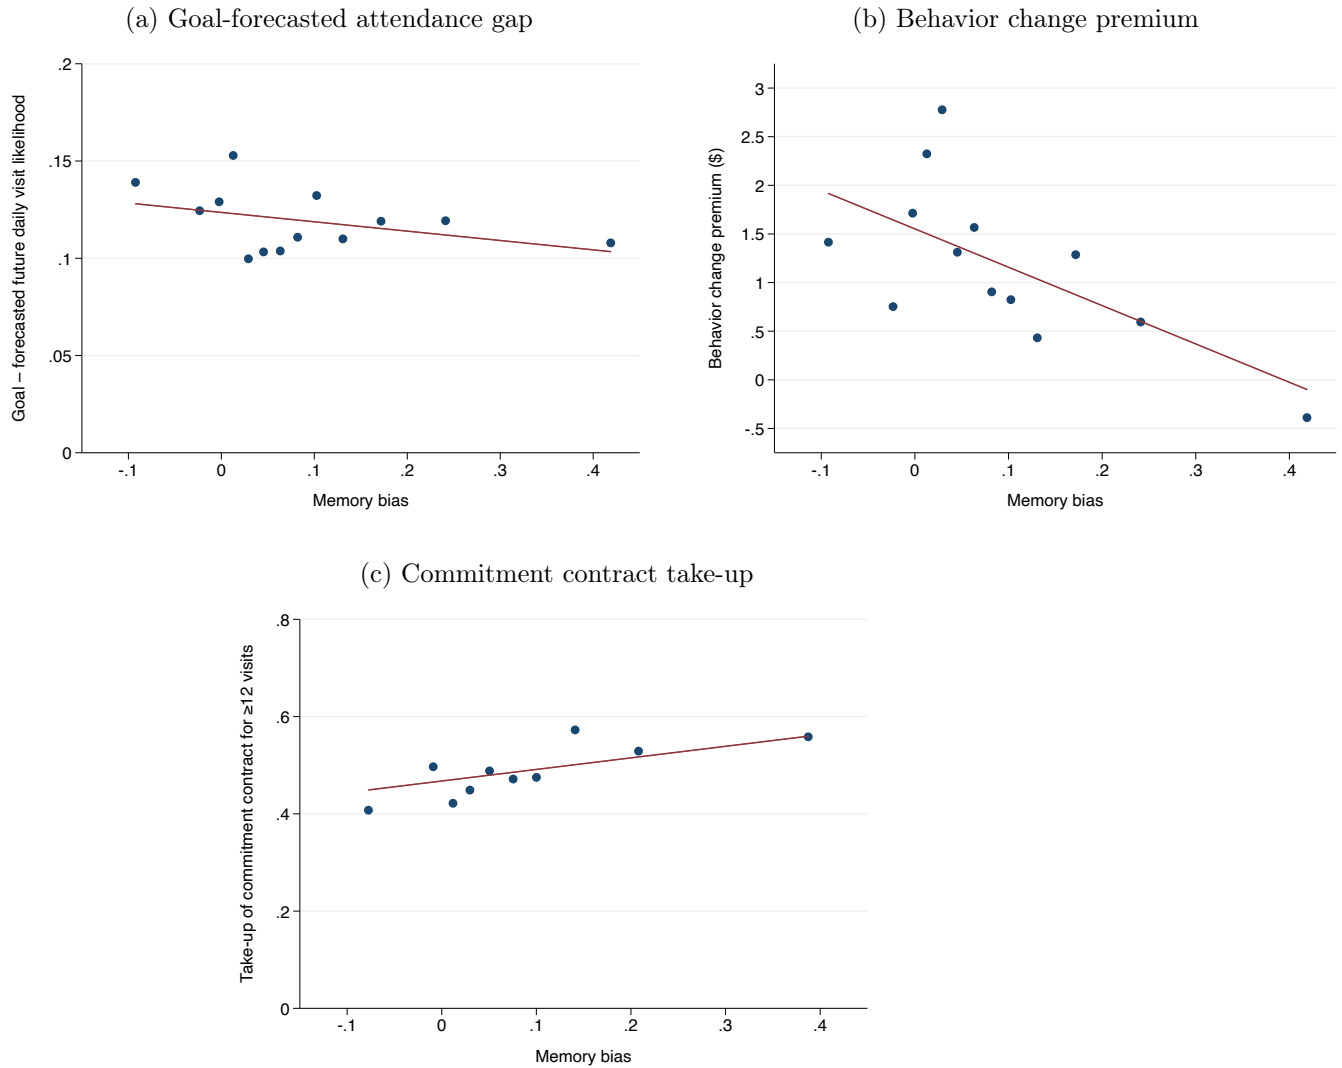 (a) Goal-forecasted attendance gap
Goal – forecasted future daily visit likelihood
.2
.15
.1
.05
0
-.1 0 .1 .2 .3 .4
Memory bias
(b) Behavior change premium
Behavior change premium ($)
3
2.5
2
1.5
1
.5
0
-.5
-.1 0 .1 .2 .3 .4
Memory bias
(c) Commitment contract take-up
Take-up of commitment contract for ≥12 visits
.8
.6
.4
.2
0
-.1 0 .1 .2 .3 .4
Memory bias